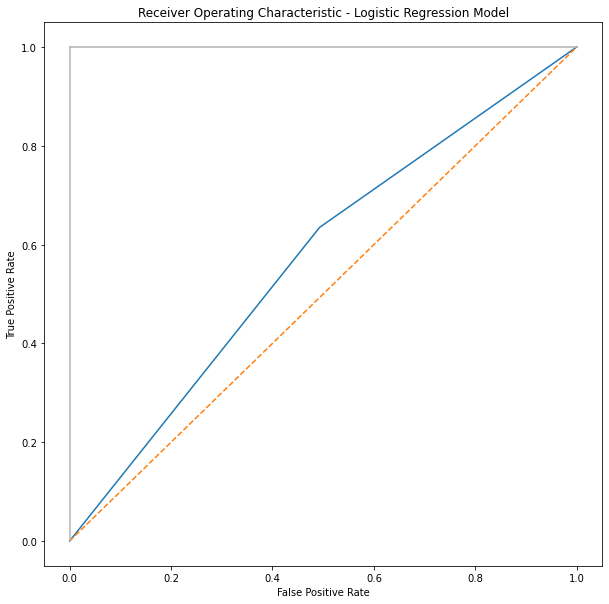 Receiver Operating Characteristic - Logistic Regression Model
1.0
0.8
0.6
0.4
0.2
0.0
True Positive Rate
0.0 0.2 0.4 0.6 0.8 1.0
False Positive Rate